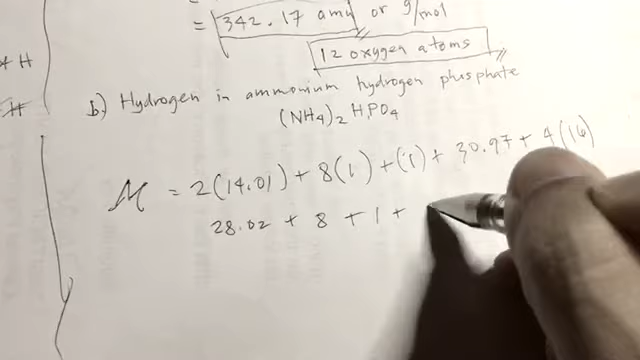 = 342.17 amu or g/mol
12 oxygen atoms
* H
H
b.) Hydrogen in ammonium hydrogen phosphate
(NH4)2 HPO4
M = 2(14.01) + 8(1) + (1) + 30.97 + 4(16)
28.02 + 8 + 1 +